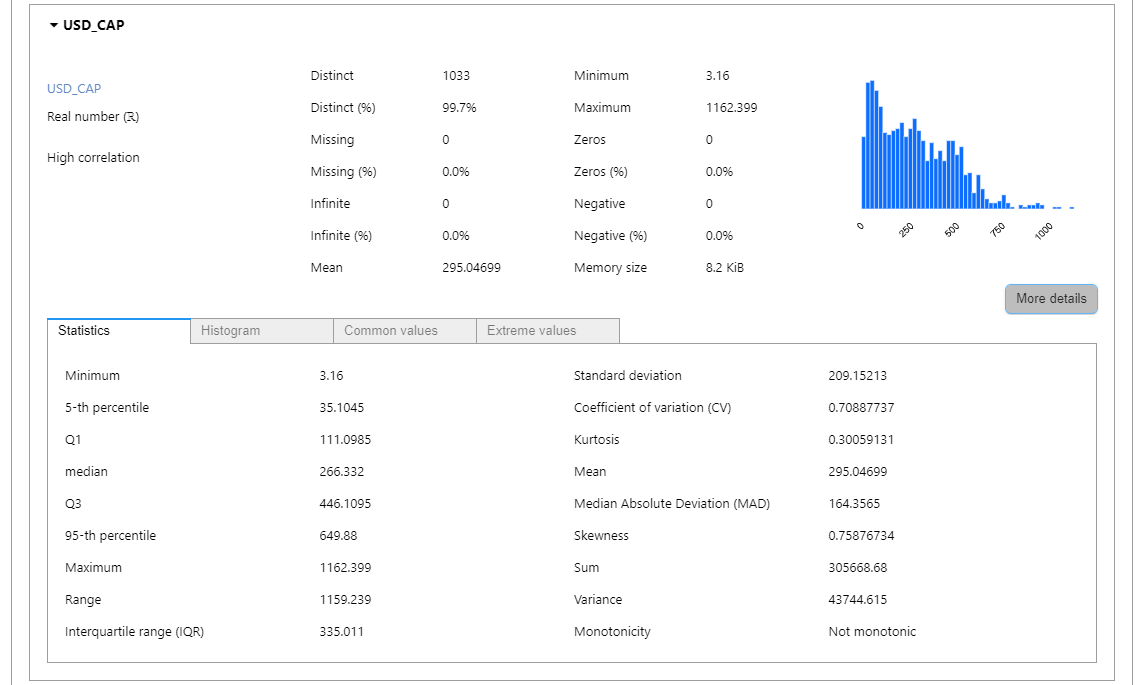 USD_CAP
USD_CAP
Real number (ℝ)
High correlation
Distinct 1033
Distinct (%) 99.7%
Missing 0
Missing (%) 0.0%
Infinite 0
Infinite (%) 0.0%
Mean 295.04699
Minimum 3.16
Maximum 1162.399
Zeros 0
Zeros (%) 0.0%
Negative 0
Negative (%) 0.0%
Memory size 8.2 KiB
0 250 500 750 1000
More details
Statistics Histogram Common values Extreme values
Minimum 3.16
5-th percentile 35.1045
Q1 111.0985
median 266.332
Q3 446.1095
95-th percentile 649.88
Maximum 1162.399
Range 1159.239
Interquartile range (IQR) 335.011
Standard deviation 209.15213
Coefficient of variation (CV) 0.70887737
Kurtosis 0.30059131
Mean 295.04699
Median Absolute Deviation (MAD) 164.3565
Skewness 0.75876734
Sum 305668.68
Variance 43744.615
Monotonicity Not monotonic